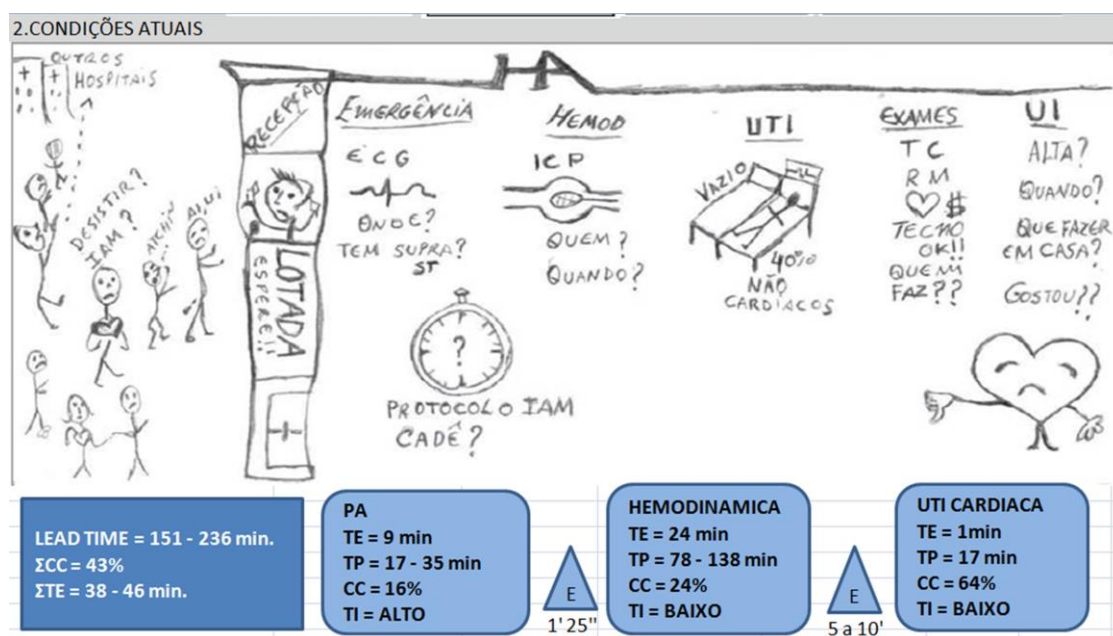 2.CONDIÇÕES ATUAIS
OUTROS
HOSPITAIS
DESISTIR?
IAM?
ATCHIN
AI, UI
RECEPÇÃO
LOTADA
ESPERE!!
HA
EMERGÊNCIA
ECG
ONDE?
TEM SUPRA?
ST
?
PROTOCOLO IAM
CADÊ?
HEMOD
ICP
QUEM?
QUANDO?
UTI
VAZIO
40%
NÃO
CARDÍACOS
EXAMES
TC
RM
$
TECNO
OK!!
QUEM
FAZ??
UI
ALTA?
QUANDO?
QUE FAZER
EM CASA?
GOSTOU??
LEAD TIME = 151 - 236 min.
ΣCC = 43%
ΣTE = 38 - 46 min.
PA
TE = 9 min
TP = 17 - 35 min
CC = 16%
TI = ALTO
E
1' 25"
HEMODINAMICA
TE = 24 min
TP = 78 - 138 min
CC = 24%
TI = BAIXO
E
5 a 10'
UTI CARDIACA
TE = 1min
TP = 17 min
CC = 64%
TI = BAIXO